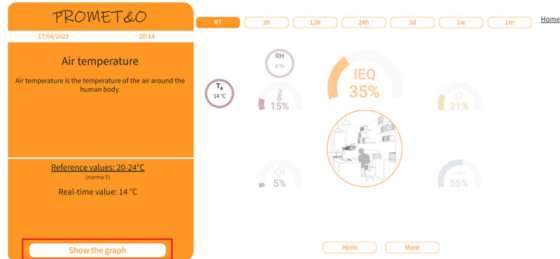 PROMET&O
17/04/2023 20:14
Air temperature
Air temperature is the temperature of the air around the
human body.
Reference values: 20-24°C
(norma T)
Real-time value: 14 °C
Show the graph
RT 3h 12h 24h 3d 1w 1m Home
RH
Ta
14 °C
15%
IEQ
35%
21%
5%
55%
Hints More